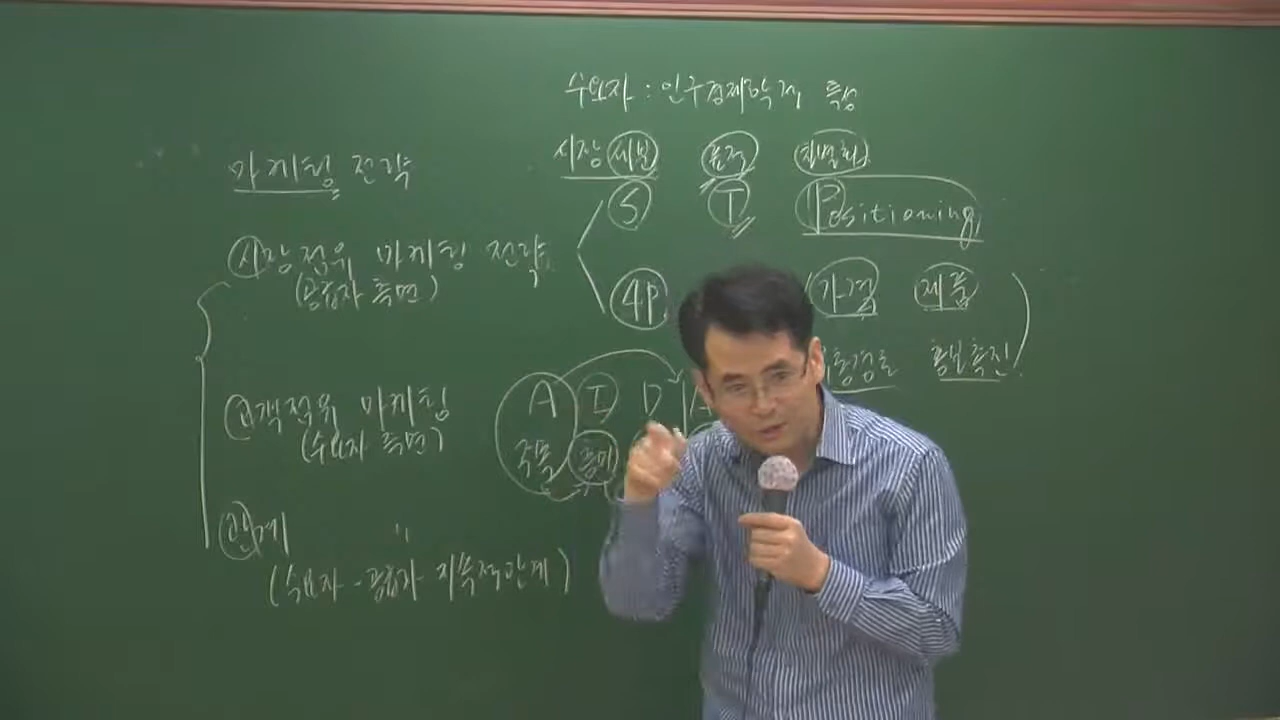 수요자 : 인구경제학적 특성
마케팅 전략
시장 세분 표적 차별화
S T Positioning
시장점유 마케팅 전략
(공급자 측면)
4P 가격 제품
통경로 홍보촉진
고객점유 마케팅
(수요자 측면)
A I D A
주목 흥미
관계 "
(수요자 - 공급자 지속적 관계)